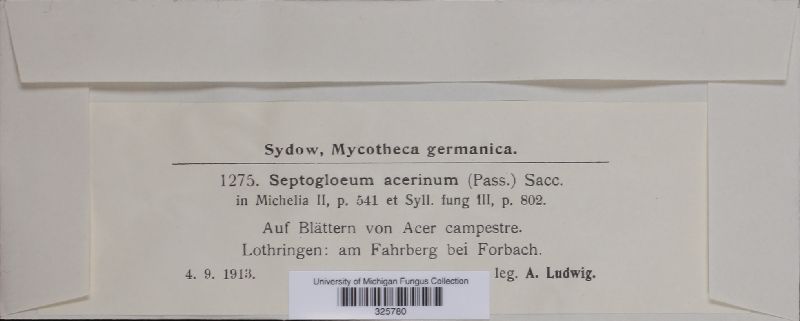 Sydow, Mycotheca germanica.
1275. Septogloeum acerinum (Pass.) Sacc.
in Michelia II, p. 541 et Syll. fung III, p. 802.
Auf Blättern von Acer campestre.
Lothringen: am Fahrberg bei Forbach.
4. 9. 1913. leg. A. Ludwig.
University of Michigan Fungus Collection
325780